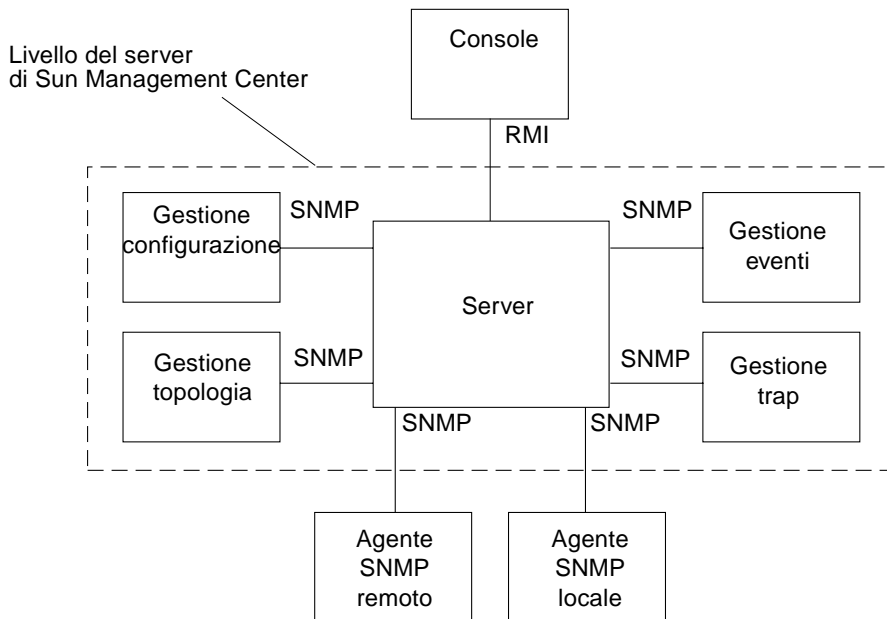 Console
Livello del server
di Sun Management Center
RMI
Gestione
configurazione
SNMP
SNMP
Gestione
eventi
Server
Gestione
topologia
SNMP
SNMP
Gestione
trap
SNMP
SNMP
Agente
SNMP
remoto
Agente
SNMP
locale